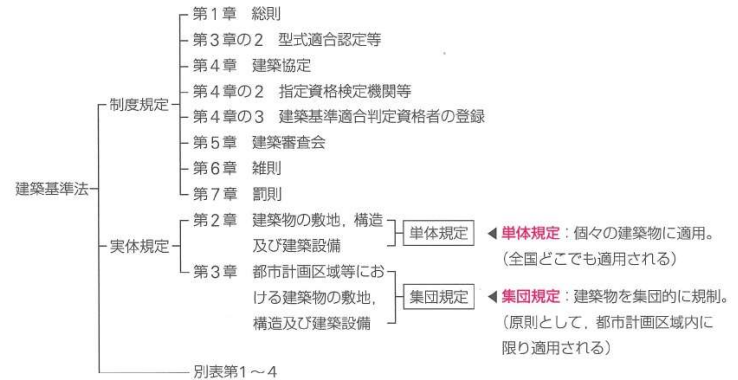 第1章 総則
第3章の2 型式適合認定等
第4章 建築協定
第4章の2 指定資格検定機関等
制度規定
第4章の3 建築基準適合判定資格者の登録
第5章 建築審査会
第6章 雑則
第7章 罰則
建築基準法
第2章 建築物の敷地，構造
及び建築設備
単体規定
◀単体規定：個々の建築物に適用。
（全国どこでも適用される）
実体規定
第3章 都市計画区域等にお
ける建築物の敷地，
構造及び建築設備
集団規定
◀集団規定：建築物を集団的に規制。
（原則として，都市計画区域内に
限り適用される）
別表第1～4